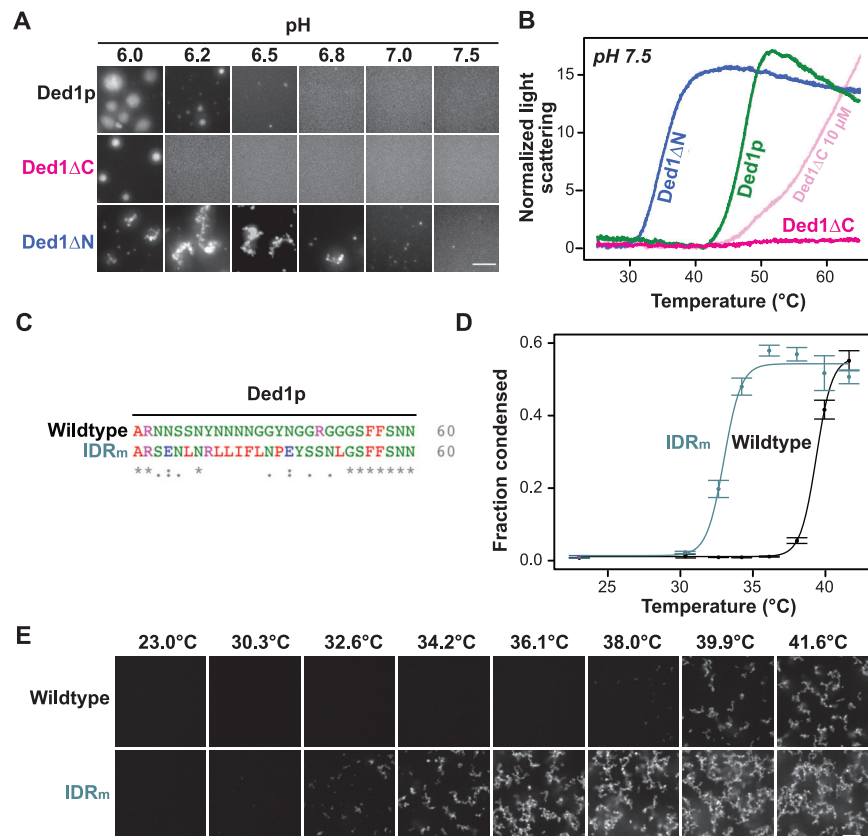 A
pH
6.0 6.2 6.5 6.8 7.0 7.5
Ded1p
Ded1ΔC
Ded1ΔN
B
pH 7.5
Normalized light
scattering
15
10
5
0
Ded1ΔN
Ded1p
Ded1ΔC 10 µM
Ded1ΔC
30 40 50 60
Temperature (°C)
C
Ded1p
Wildtype ARNNSSNYNNNNGGYNGGRGGGSFFSNN 60
IDRm ARSENLNRLLIFLNPEYSSNLGSFFSNN 60
**.:. * . :. . *******
D
Fraction condensed
0.6
0.4
0.2
0.0
IDRm Wildtype
25 30 35 40
Temperature (°C)
E
23.0°C 30.3°C 32.6°C 34.2°C 36.1°C 38.0°C 39.9°C 41.6°C
Wildtype
IDRm